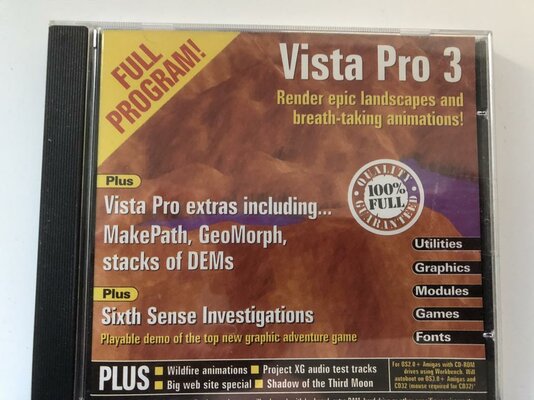 FULL
PROGRAM!
Vista Pro 3
Render epic landscapes and
breath-taking animations!
QUALITY
100%
FULL
GUARANTEED
Plus
Vista Pro extras including...
MakePath, GeoMorph,
stacks of DEMs
Plus
Sixth Sense Investigations
Playable demo of the top new graphic adventure game
Utilities
Graphics
Modules
Games
Fonts
PLUS
Wildfire animations
Project XG audio test tracks
Big web site special
Shadow of the Third Moon
For OS2.0+ Amigas with CD-ROM
drives using Workbench. Will
autoboot on OS3.0+ Amigas and
CD32 (mouse required for CD32)!